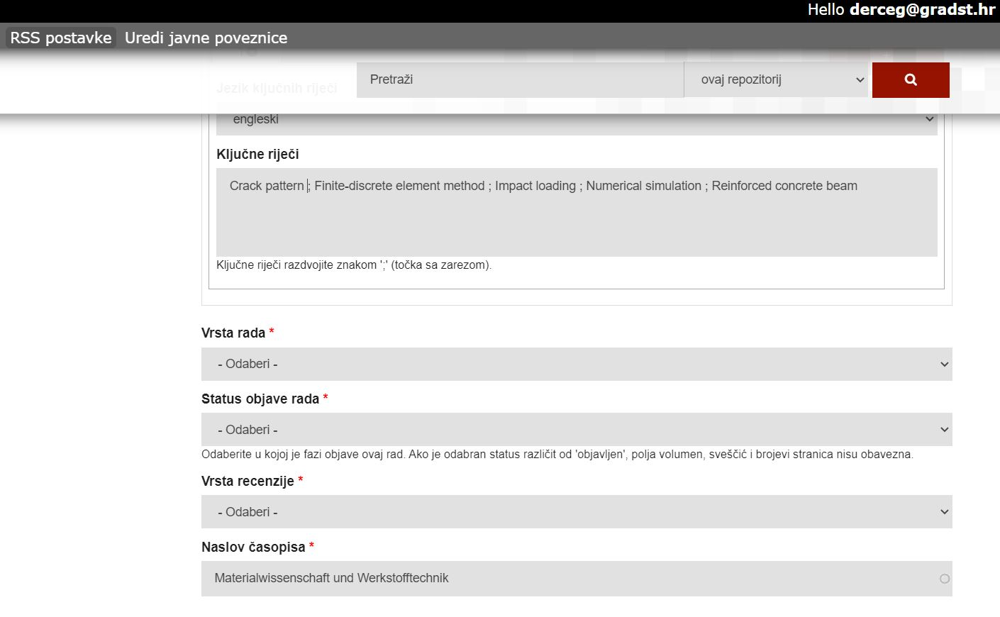 Hello derceg@gradst.hr
RSS postavke Uredi javne poveznice
Jezik ključnih riječi
Pretraži
ovaj repozitorij
engleski
Ključne riječi
Crack pattern ; Finite-discrete element method ; Impact loading ; Numerical simulation ; Reinforced concrete beam
Ključne riječi razdvojite znakom ';' (točka sa zarezom).
Vrsta rada *
- Odaberi -
Status objave rada *
- Odaberi -
Odaberite u kojoj je fazi objave ovaj rad. Ako je odabran status različit od 'objavljen', polja volumen, sveščić i brojevi stranica nisu obavezna.
Vrsta recenzije *
- Odaberi -
Naslov časopisa *
Materialwissenschaft und Werkstofftechnik